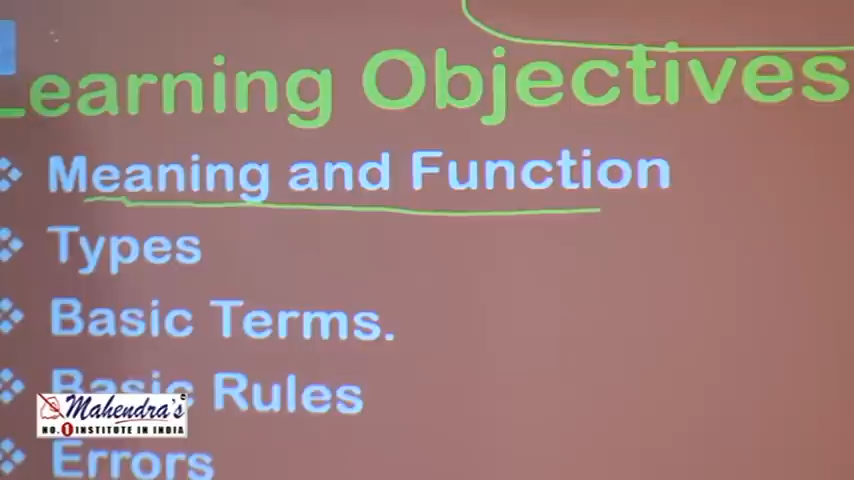 Learning Objectives
Meaning and Function
Types
Basic Terms.
Basic Rules
Mahendra's
NO. 1 INSTITUTE IN INDIA
Errors